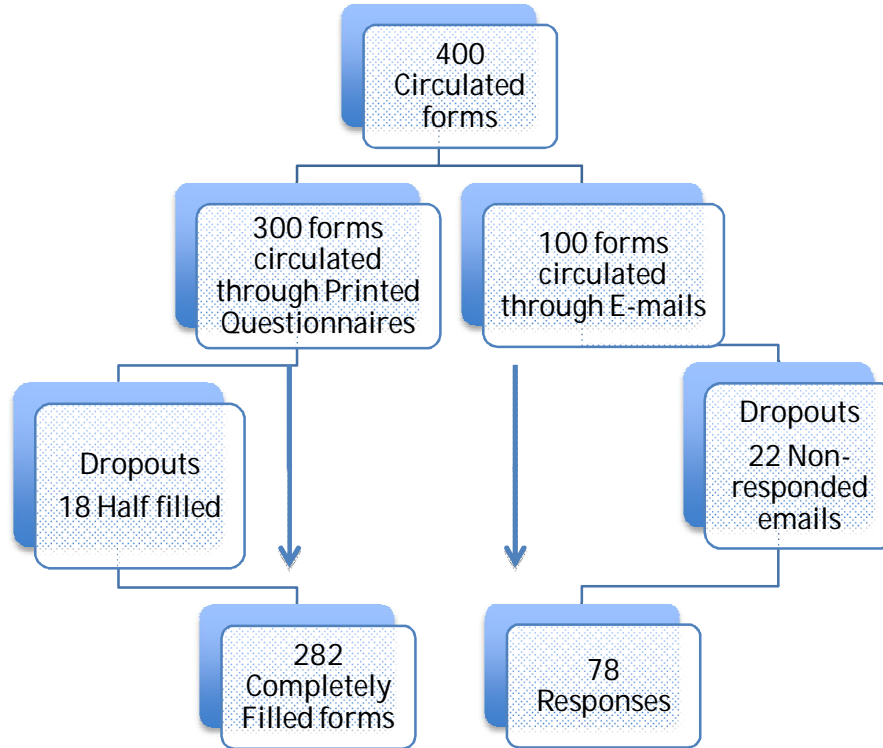 400
Circulated
forms
300 forms
circulated
through Printed
Questionnaires
100 forms
circulated
through E-mails
Dropouts
18 Half filled
Dropouts
22 Non-
responded
emails
282
Completely
Filled forms
78
Responses